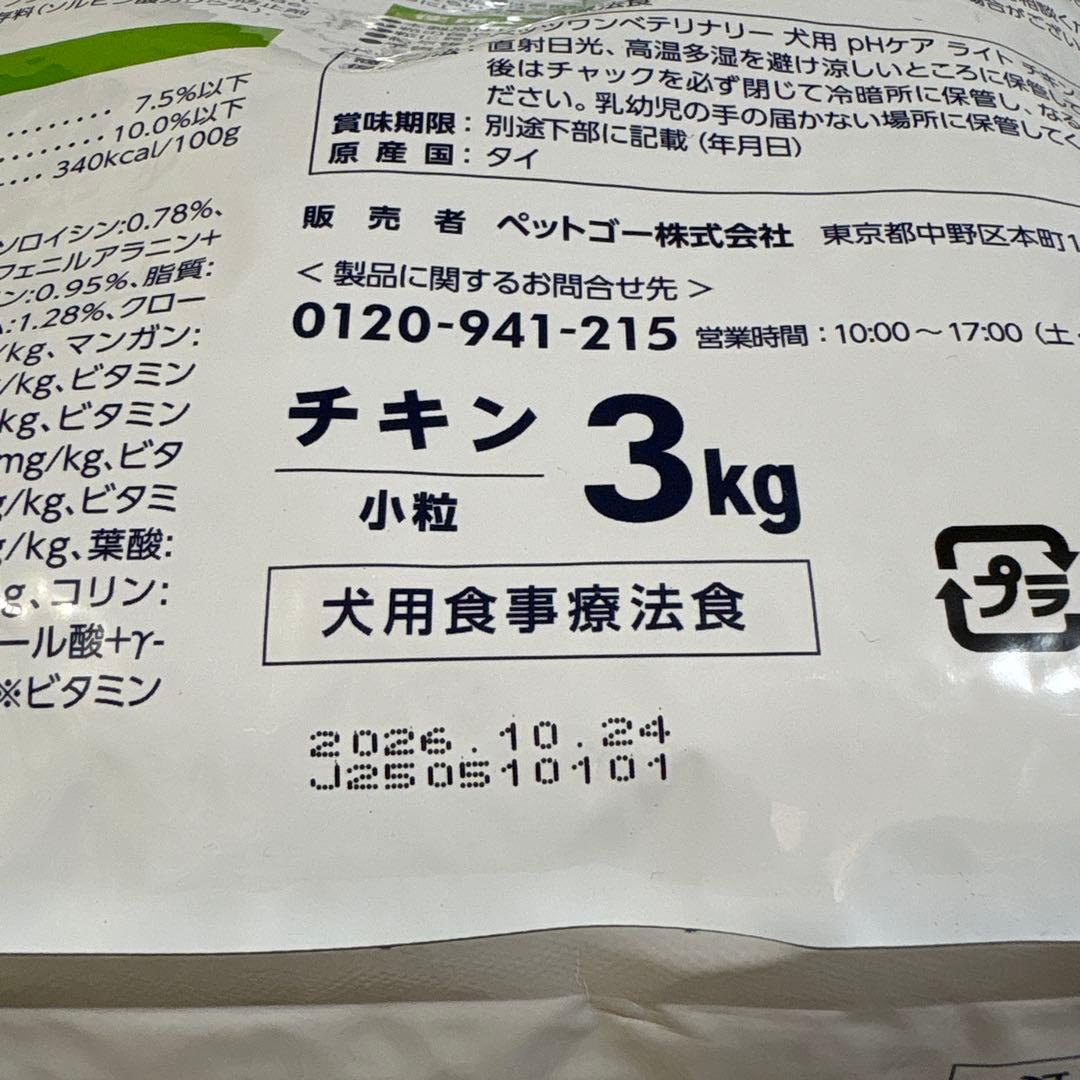 7.5%以下
10.0%以下
340kcal/100g
ソロイシン:0.78%、
フェニルアラニン+
ン:0.95%、脂質:
:1.28%、クロー
/kg、マンガン:
/kg、ビタミン
kg、ビタミン
mg/kg、ビタ
g/kg、ビタミ
g/kg、葉酸:
g、コリン:
ール酸+γ-
※ビタミン
ワンベテリナリー 犬用 pHケア ライト チキン
直射日光、高温多湿を避け涼しいところに保管して
後はチャックを必ず閉じて冷暗所に保管し、なる
ださい。乳幼児の手の届かない場所に保管してく
賞味期限：別途下部に記載（年月日）
原産国：タイ
販売者 ペットゴー株式会社 東京都中野区本町1
＜製品に関するお問合せ先＞
0120-941-215 営業時間：10:00～17:00（土
チキン
小粒
3kg
プラ
犬用食事療法食
2026.10.24
J250510101